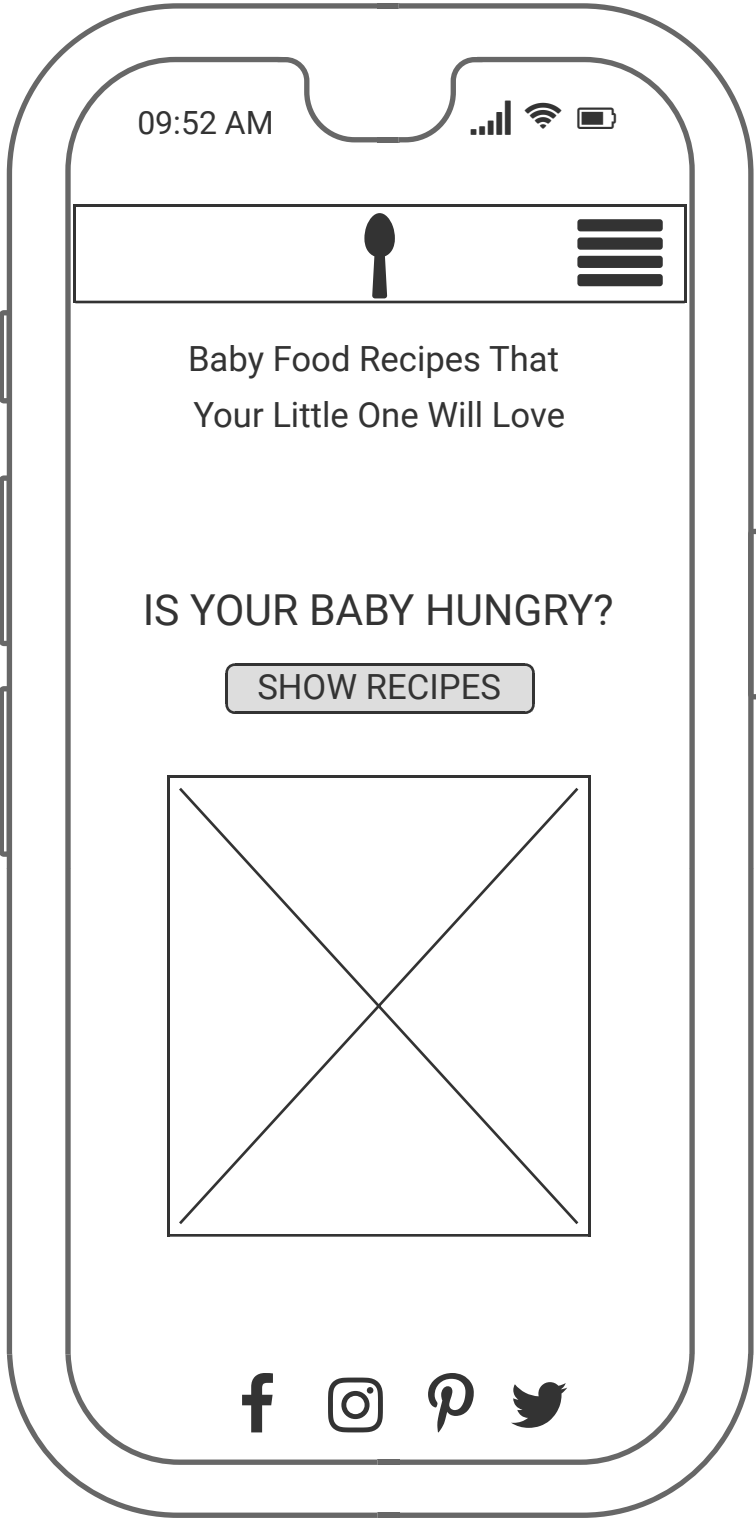 09:52 AM
Baby Food Recipes That
Your Little One Will Love
IS YOUR BABY HUNGRY?
SHOW RECIPES